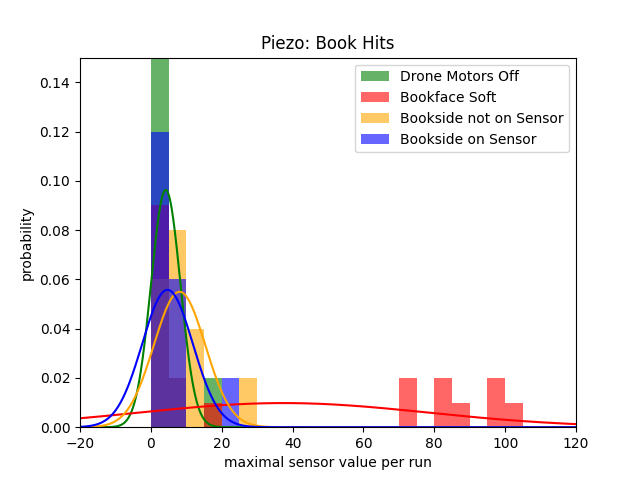 Piezo: Book Hits
Drone Motors Off
Bookface Soft
Bookside not on Sensor
Bookside on Sensor
probability
0.14
0.12
0.10
0.08
0.06
0.04
0.02
0.00
−20
0
20
40
60
80
100
120
maximal sensor value per run